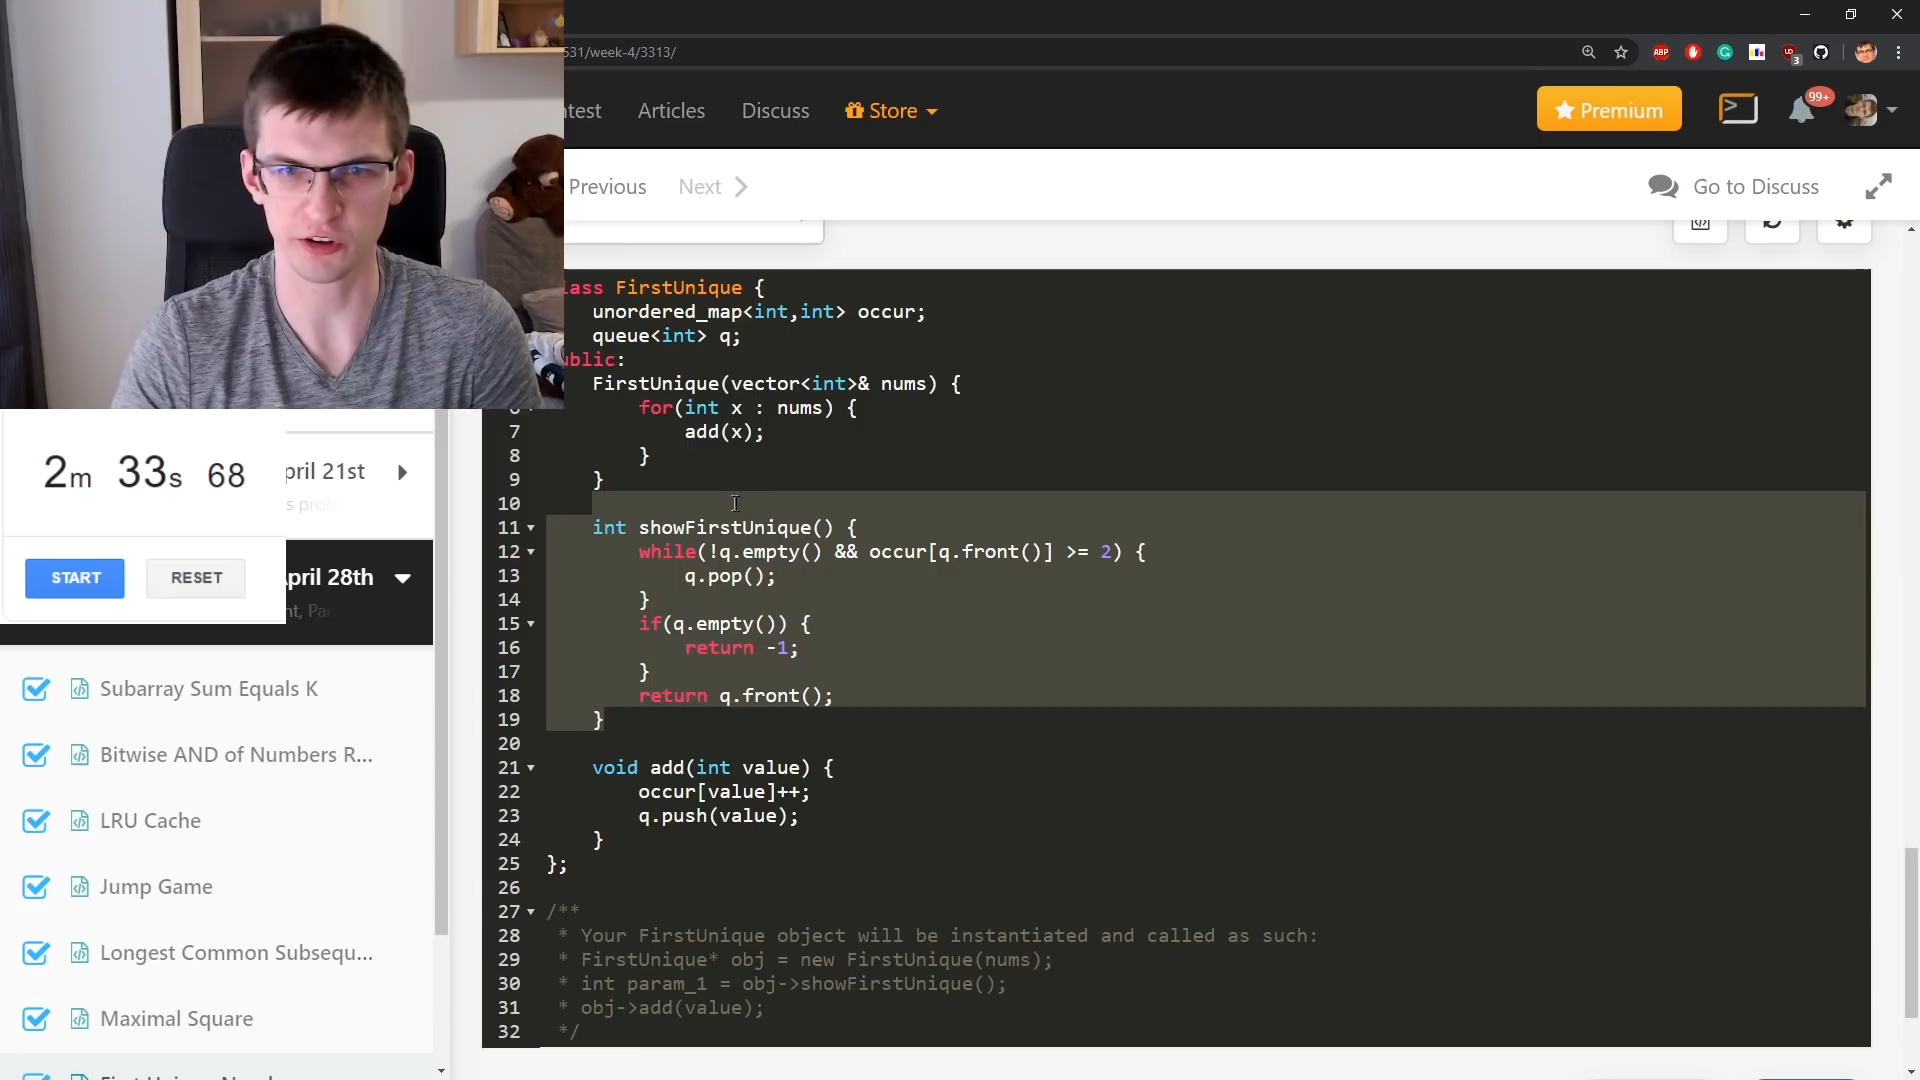 531/week-4/3313/
ABP
3
ntest Articles Discuss Store Premium 99+
Previous Next Go to Discuss
class FirstUnique {
unordered_map<int,int> occur;
queue<int> q;
public:
FirstUnique(vector<int>& nums) {
for(int x : nums) {
7 add(x);
8 }
9 }
10
11 int showFirstUnique() {
12 while(!q.empty() && occur[q.front()] >= 2) {
13 q.pop();
14 }
15 if(q.empty()) {
16 return -1;
17 }
18 return q.front();
19 }
20
21 void add(int value) {
22 occur[value]++;
23 q.push(value);
24 }
25 };
26
27 /**
28 * Your FirstUnique object will be instantiated and called as such:
29 * FirstUnique* obj = new FirstUnique(nums);
30 * int param_1 = obj->showFirstUnique();
31 * obj->add(value);
32 */
2m 33s 68
pril 21st
START RESET
April 28th
Subarray Sum Equals K
Bitwise AND of Numbers R...
LRU Cache
Jump Game
Longest Common Subsequ...
Maximal Square